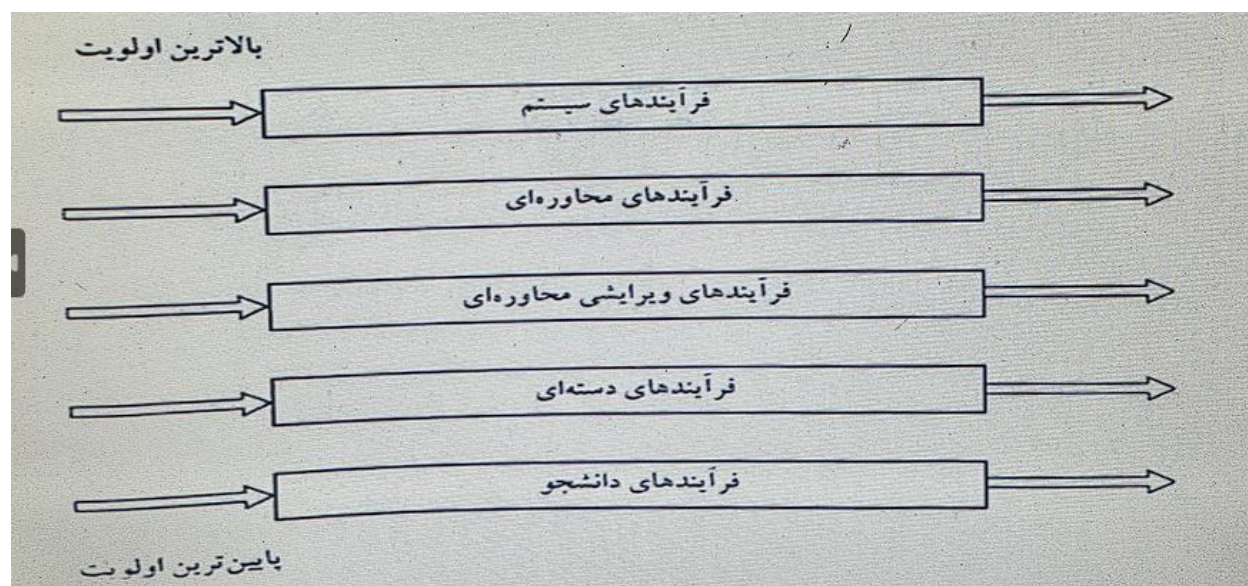 بالاترین اولویت
فرآیندهای سیستم
فرآیندهای محاوره‌ای
فرآیندهای ویرایشی محاوره‌ای
فرآیندهای دسته‌ای
فرآیندهای دانشجو
پایین‌ترین اولویت